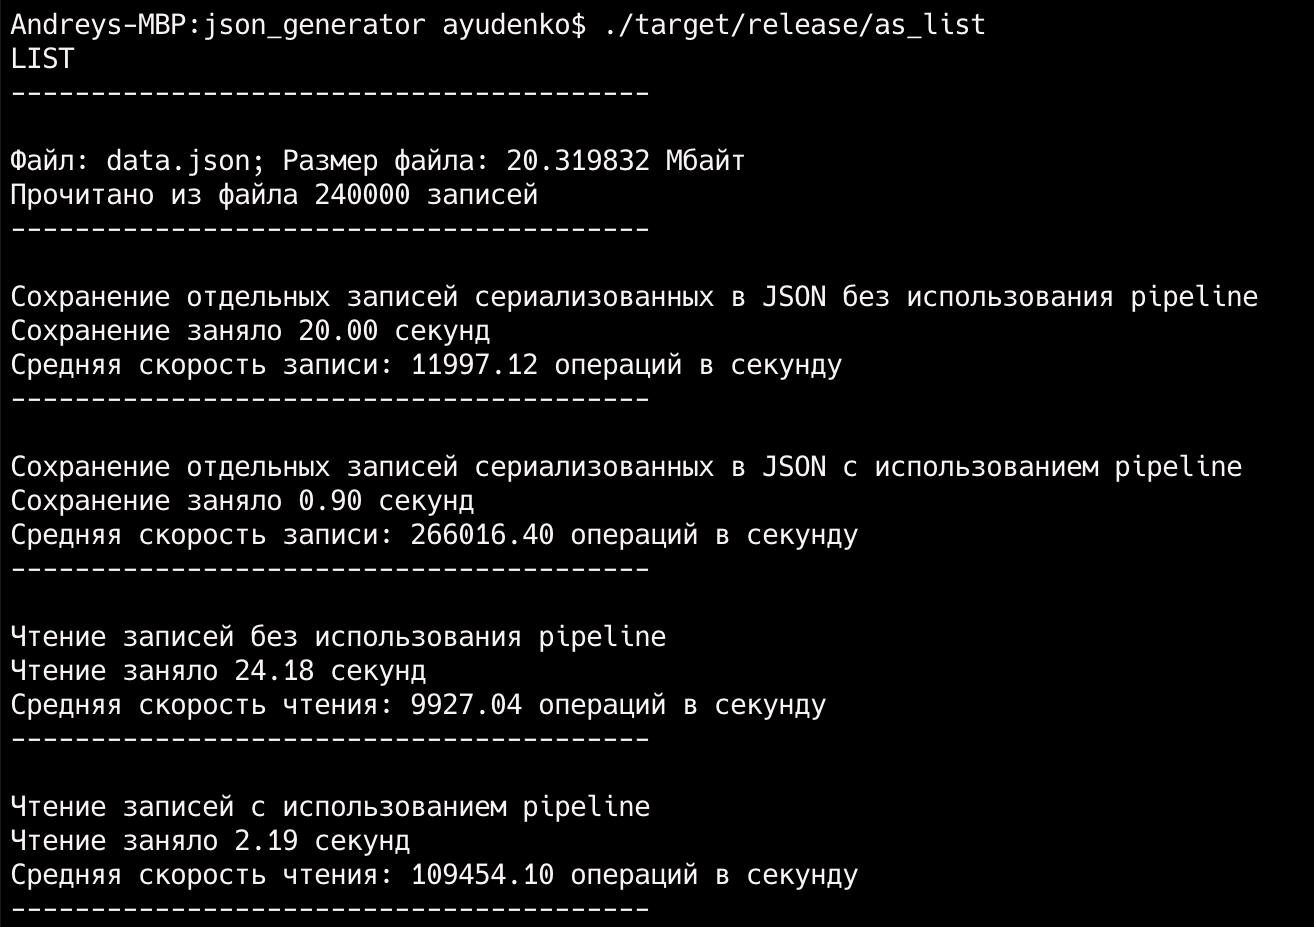 Andreys-MBP:json_generator ayudenko$ ./target/release/as_list
LIST
----------------------------------------
Файл: data.json; Размер файла: 20.319832 Мбайт
Прочитано из файла 240000 записей
----------------------------------------
Сохранение отдельных записей сериализованных в JSON без использования pipeline
Сохранение заняло 20.00 секунд
Средняя скорость записи: 11997.12 операций в секунду
----------------------------------------
Сохранение отдельных записей сериализованных в JSON с использованием pipeline
Сохранение заняло 0.90 секунд
Средняя скорость записи: 266016.40 операций в секунду
----------------------------------------
Чтение записей без использования pipeline
Чтение заняло 24.18 секунд
Средняя скорость чтения: 9927.04 операций в секунду
----------------------------------------
Чтение записей с использованием pipeline
Чтение заняло 2.19 секунд
Средняя скорость чтения: 109454.10 операций в секунду
----------------------------------------